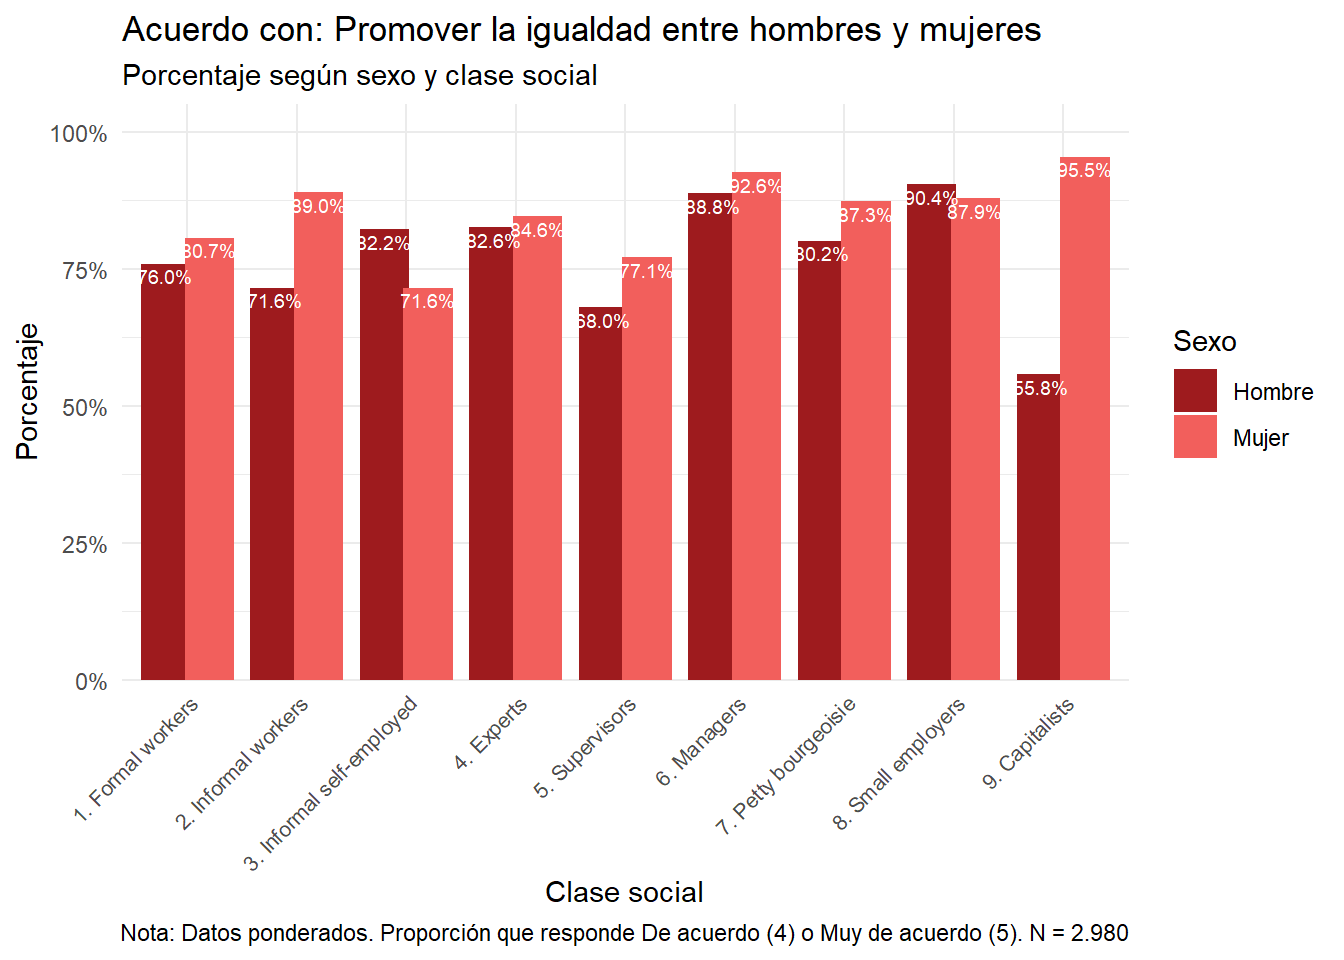 Acuerdo con: Promover la igualdad entre hombres y mujeres
Porcentaje según sexo y clase social
100%
75%
50%
25%
0%
Porcentaje
76.0%
80.7%
71.6%
89.0%
82.2%
71.6%
82.6%
84.6%
68.0%
77.1%
88.8%
92.6%
80.2%
87.3%
90.4%
87.9%
55.8%
95.5%
Sexo
Hombre
Mujer
1. Formal workers
2. Informal workers
3. Informal self-employed
4. Experts
5. Supervisors
6. Managers
7. Petty bourgeoisie
8. Small employers
9. Capitalists
Clase social
Nota: Datos ponderados. Proporción que responde De acuerdo (4) o Muy de acuerdo (5). N = 2.980